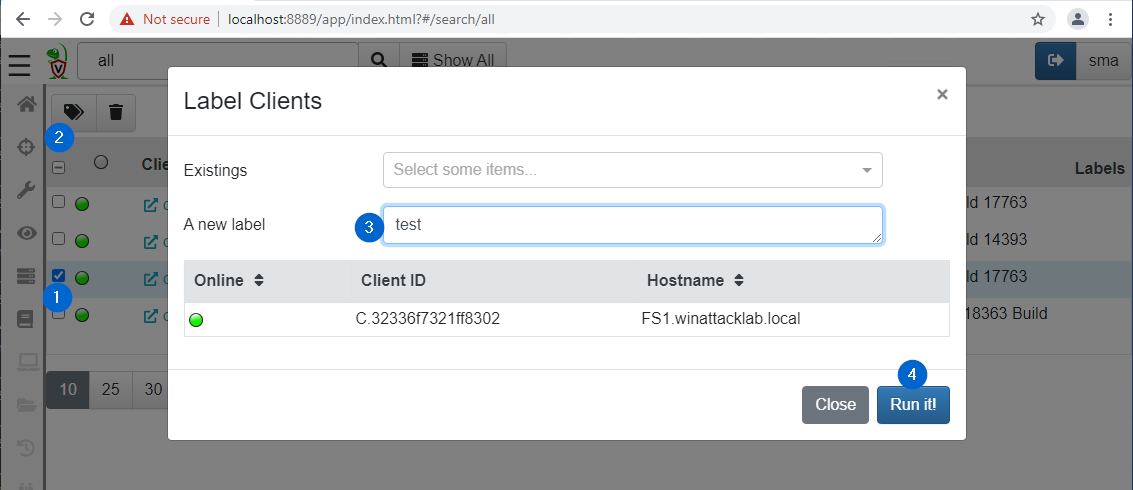 Not secure | localhost:8889/app/index.html?#/search/all
all
Show All
sma
Label Clients
×
2
Clie
Existings
Select some items...
Labels
ld 17763
3
A new label
test
ld 14393
Online
Client ID
Hostname
ld 17763
1
C.32336f7321ff8302
FS1.winattacklab.local
18363 Build
4
10
25
30
Close
Run it!